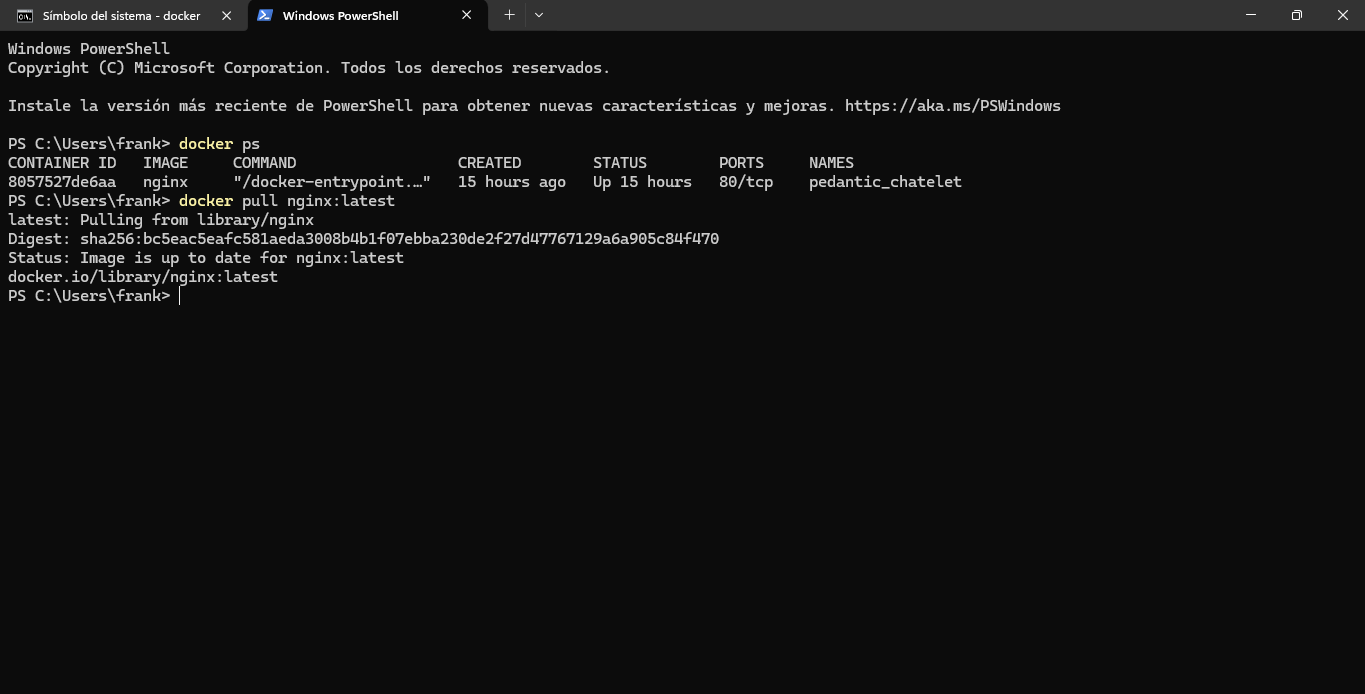 Símbolo del sistema - docker
Windows PowerShell
Windows PowerShell
Copyright (C) Microsoft Corporation. Todos los derechos reservados.
Instale la versión más reciente de PowerShell para obtener nuevas características y mejoras. https://aka.ms/PSWindows
PS C:\Users\frank> docker ps
CONTAINER ID   IMAGE     COMMAND                  CREATED        STATUS        PORTS     NAMES
8057527de6aa   nginx     "/docker-entrypoint.…"   15 hours ago   Up 15 hours   80/tcp    pedantic_chatelet
PS C:\Users\frank> docker pull nginx:latest
latest: Pulling from library/nginx
Digest: sha256:bc5eac5eafc581aeda3008b4b1f07ebba230de2f27d47767129a6a905c84f470
Status: Image is up to date for nginx:latest
docker.io/library/nginx:latest
PS C:\Users\frank>